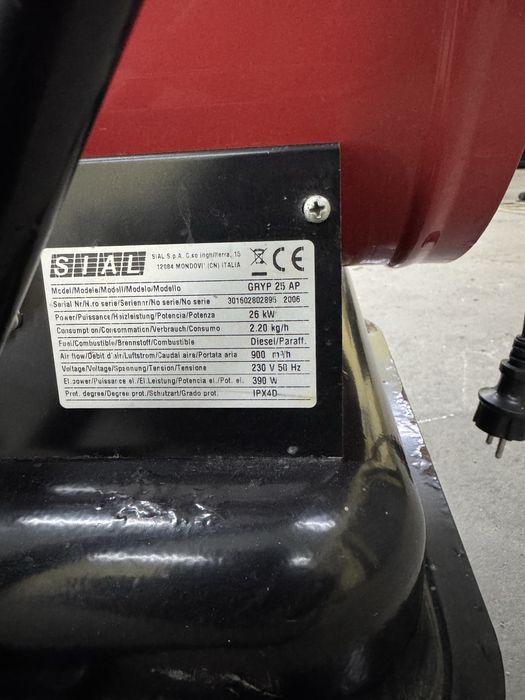 SIAL
SIAL S.p.A. C.so Inghilterra, 15
12084 MONDOVI' (CN) ITALIA
CE
Model/Modele/Modell/Modelo/Modello GRYP 25 AP
Serial Nr/N.ro serie/Seriennr/No serie/No serie 301602802895 2006
Power/Puissance/Heizleistung/Potencia/Potenza 26 kW
Consumption/Consommation/Verbrauch/Consumo 2.20 kg/h
Fuel/Combustible/Brennstoff/Combustible Diesel/Paraff.
Air flow/Débit d'air/Luftstrom/Caudal aire/Portata aria 900 m³/h
Voltage/Voltage/Spannung/Tension/Tensione 230 V 50 Hz
El.power/Puissance el./El.Leistung/Potencia el./Pot. el. 390 W
Prot. degree/Degre prot./Schutzart/Grado prot. IPX4D